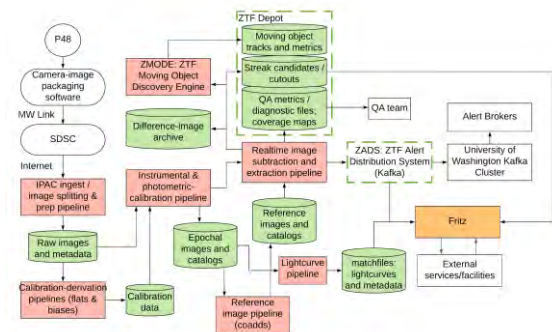 ZTF Depot
P48
Moving object
tracks and metrics
Camera-image
packaging
software
ZMODE: ZTF
Moving Object
Discovery Engine
Streak candidates /
cutouts
MW Link
QA metrics /
diagnostic files;
coverage maps
QA team
Alert Brokers
SDSC
Difference-image
archive
Internet
Instrumental &
photometric-
calibration pipeline
Realtime image
subtraction and
extraction pipeline
ZADS: ZTF Alert
Distribution System
(Kafka)
University of
Washington Kafka
Cluster
IPAC ingest /
image splitting &
prep pipeline
Reference
images and
catalogs
Fritz
Raw images
and metadata
Epochal
images and
catalogs
Lightcurve
pipeline
matchfiles:
lightcurves
and metadata
External
services/facilities
Calibration-derivation
pipelines (flats &
biases)
Calibration
data
Reference
image pipeline
(coadds)